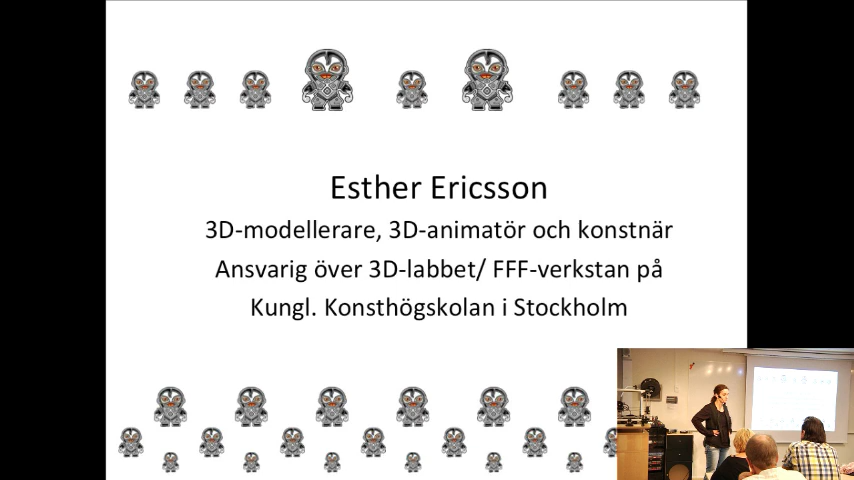 Esther Ericsson
3D-modellerare, 3D-animatör och konstnär
Ansvarig över 3D-labbet/ FFF-verkstan på
Kungl. Konsthögskolan i Stockholm